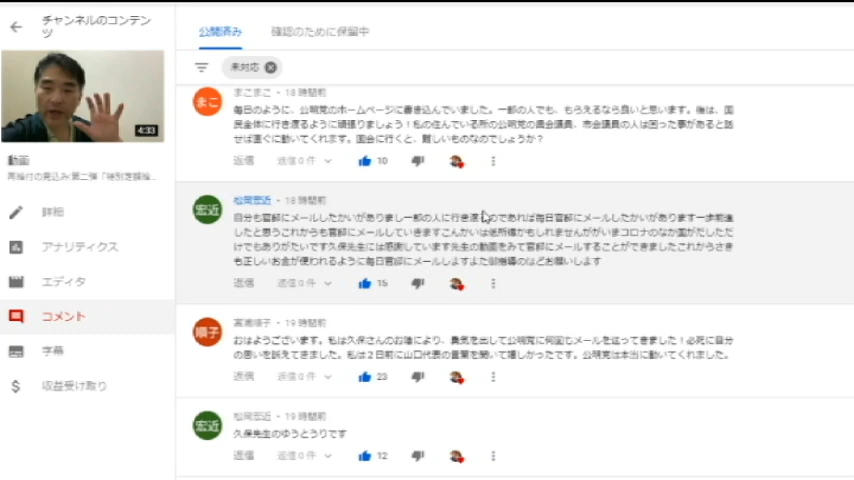 チャンネルのコンテンツ
4:33
動画
再給付の見込み:第二弾「特別定額給...
詳細
アナリティクス
エディタ
コメント
字幕
収益受け取り
公開済み
確認のために保留中
未対応
まこ
まこまこ • 18 時間前
毎日のように、公明党のホームページに書き込んでいました。一部の人でも、もらえるなら良いと思います。後は、国
民全体に行き渡るように頑張りましょう！私の住んでいる所の公明党の県会議員、市会議員の人は困った事があると話
せば直ぐに動いてくれます。国会に行くと、難しいものなのでしょうか？
返信
返信 0 件
10
宏近
松岡宏近 • 18 時間前
自分も官邸にメールしたかいがありまし一部の人に行き渡るのであれば毎日官邸にメールしたかいがあります一歩前進
したと思うこれからも官邸にメールしていきますこんかいは低所得かもしれませんががいまコロナのなか国がだしただ
けでもありがたいです久保先生には感謝しています先生の動画をみて官邸にメールすることができましたこれからさき
も正しいお金が使われるように毎日官邸にメールしますまた御指導のほどお願いします
返信
返信 0 件
15
順子
• 19 時間前
おはようございます。私は久保さんのお陰により、勇気を出して公明党に何回もメールを送ってきました！必死に自分
の思いを訴えてきました。私は２日前に山口代表の言葉を聞いて嬉しかったです。公明党は本当に動いてくれました。
返信
返信 0 件
23
宏近
松岡宏近 • 19 時間前
久保先生のゆうとうりです
返信
返信 0 件
12